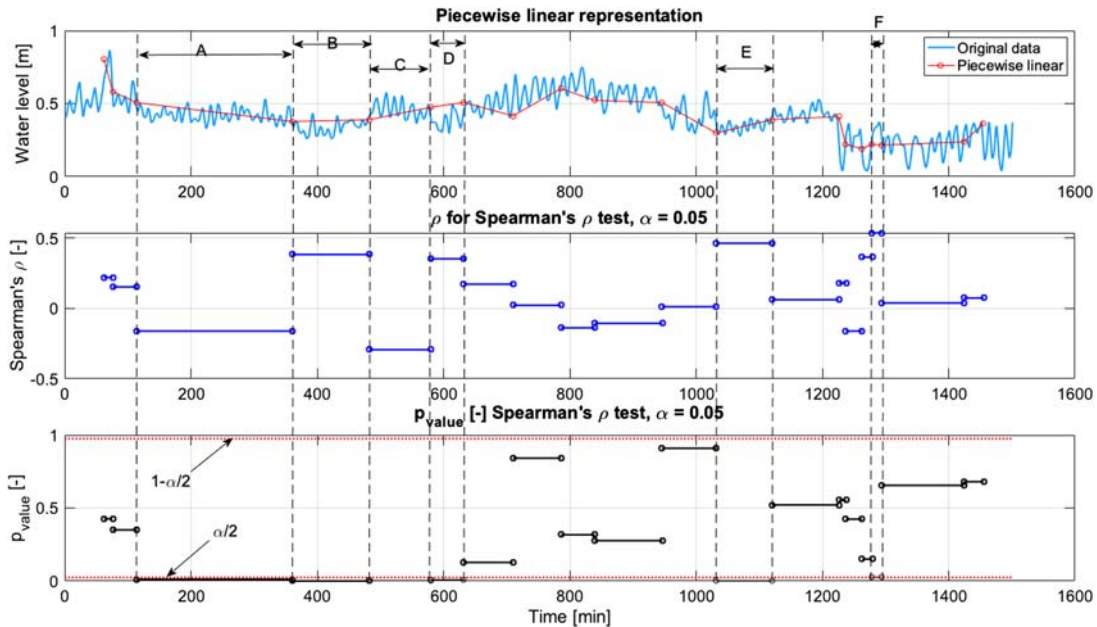 Piecewise linear representation
F
1
A
B
E
Original data
Piecewise linear
C
D
0.5
Water level [m]
0
0 200 400 600 800 1000 1200 1400 1600
ρ for Spearman's ρ test, α = 0.05
0.5
0
-0.5
Spearman's ρ [-]
0 200 400 600 800 1000 1200 1400 1600
p_value [-] Spearman's ρ test, α = 0.05
1
1-α/2
0.5
α/2
0
p_value [-]
0 200 400 600 800 1000 1200 1400 1600
Time [min]